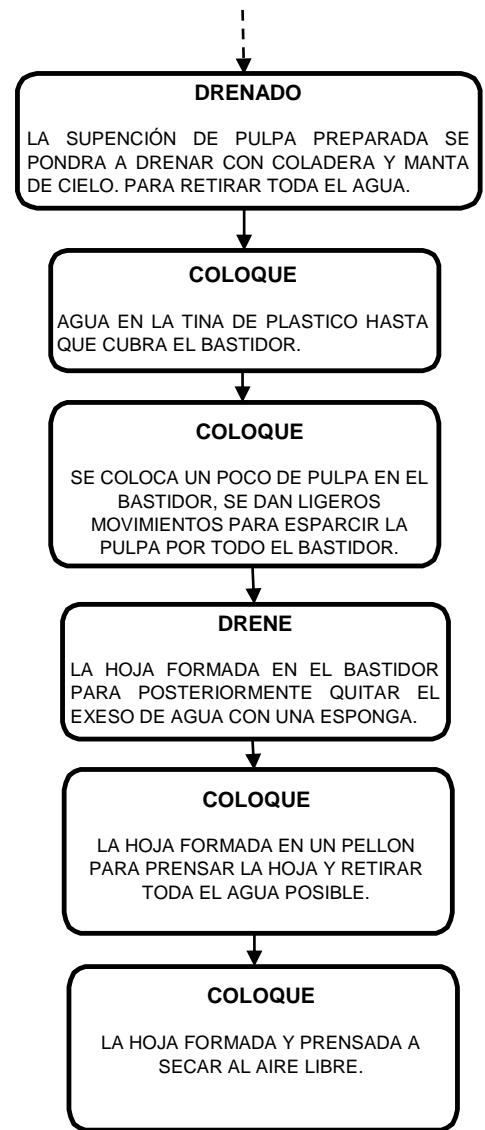 DRENADO
LA SUPENCIÓN DE PULPA PREPARADA SE
PONDRA A DRENAR CON COLADERA Y MANTA
DE CIELO. PARA RETIRAR TODA EL AGUA.
COLOQUE
AGUA EN LA TINA DE PLASTICO HASTA
QUE CUBRA EL BASTIDOR.
COLOQUE
SE COLOCA UN POCO DE PULPA EN EL
BASTIDOR, SE DAN LIGEROS
MOVIMIENTOS PARA ESPARCIR LA
PULPA POR TODO EL BASTIDOR.
DRENE
LA HOJA FORMADA EN EL BASTIDOR
PARA POSTERIORMENTE QUITAR EL
EXESO DE AGUA CON UNA ESPONGA.
COLOQUE
LA HOJA FORMADA EN UN PELLON
PARA PRENSAR LA HOJA Y RETIRAR
TODA EL AGUA POSIBLE.
COLOQUE
LA HOJA FORMADA Y PRENSADA A
SECAR AL AIRE LIBRE.